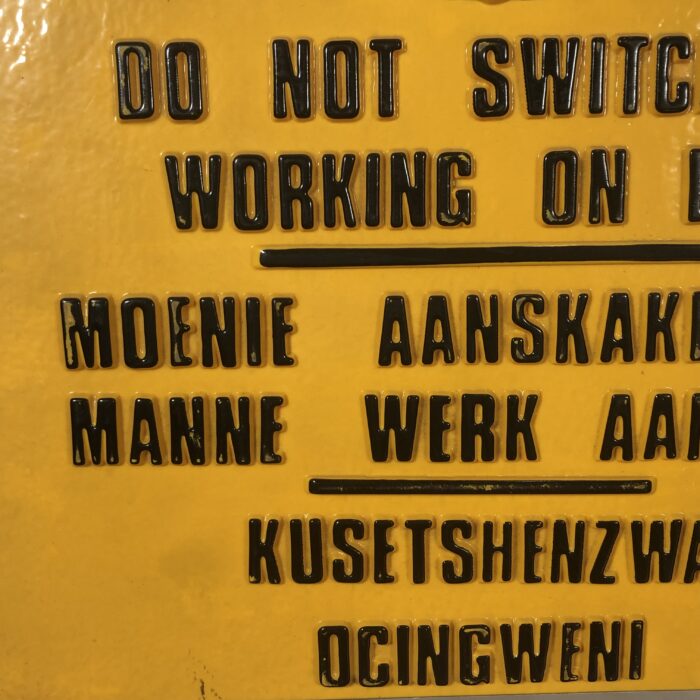 DO NOT SWITC
WORKING ON
MOENIE AANSKAK
MANNE WERK AA
KUSETSHENZWA
OCINGWENI